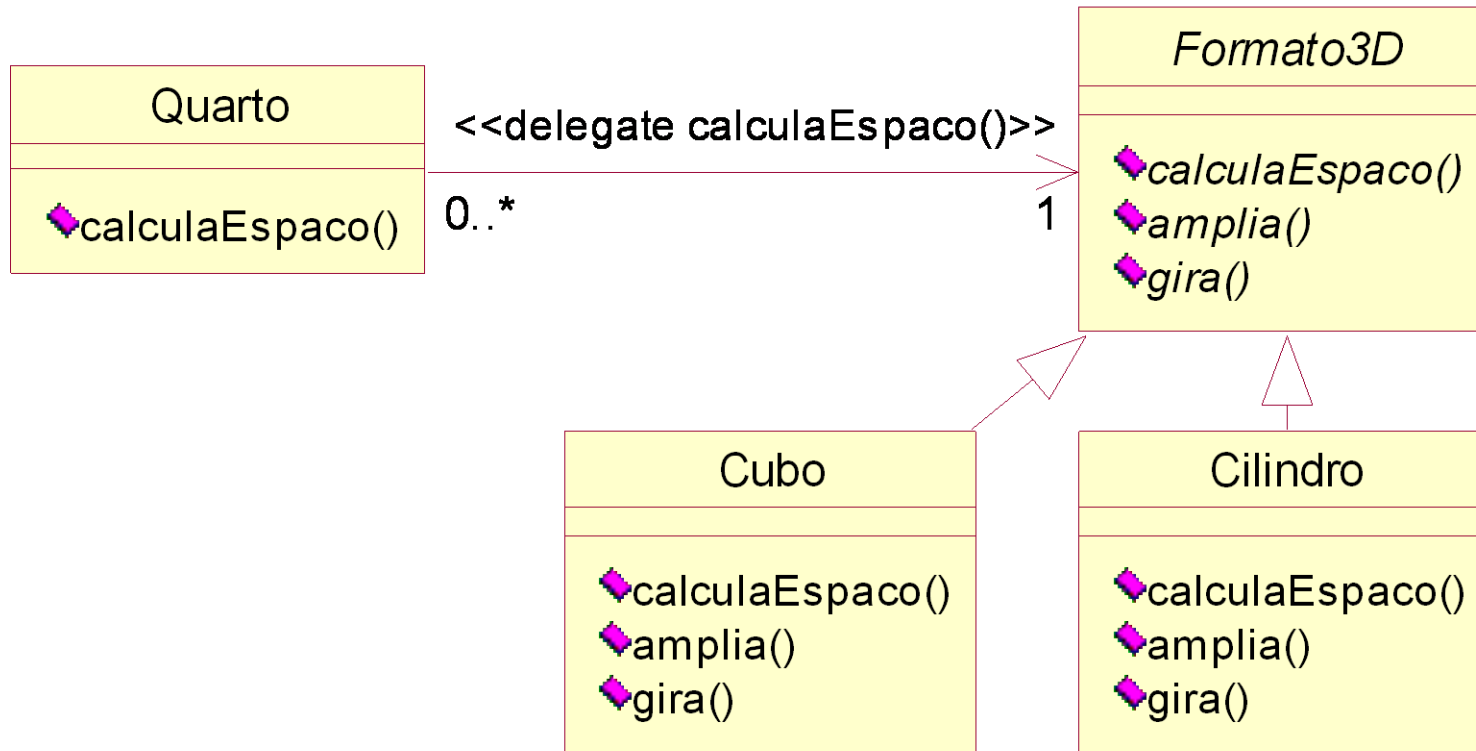 Quarto
calculaEspaco()
<<delegate calculaEspaco()>>
0..*
1
Formato3D
calculaEspaco()
amplia()
gira()
Cubo
calculaEspaco()
amplia()
gira()
Cilindro
calculaEspaco()
amplia()
gira()